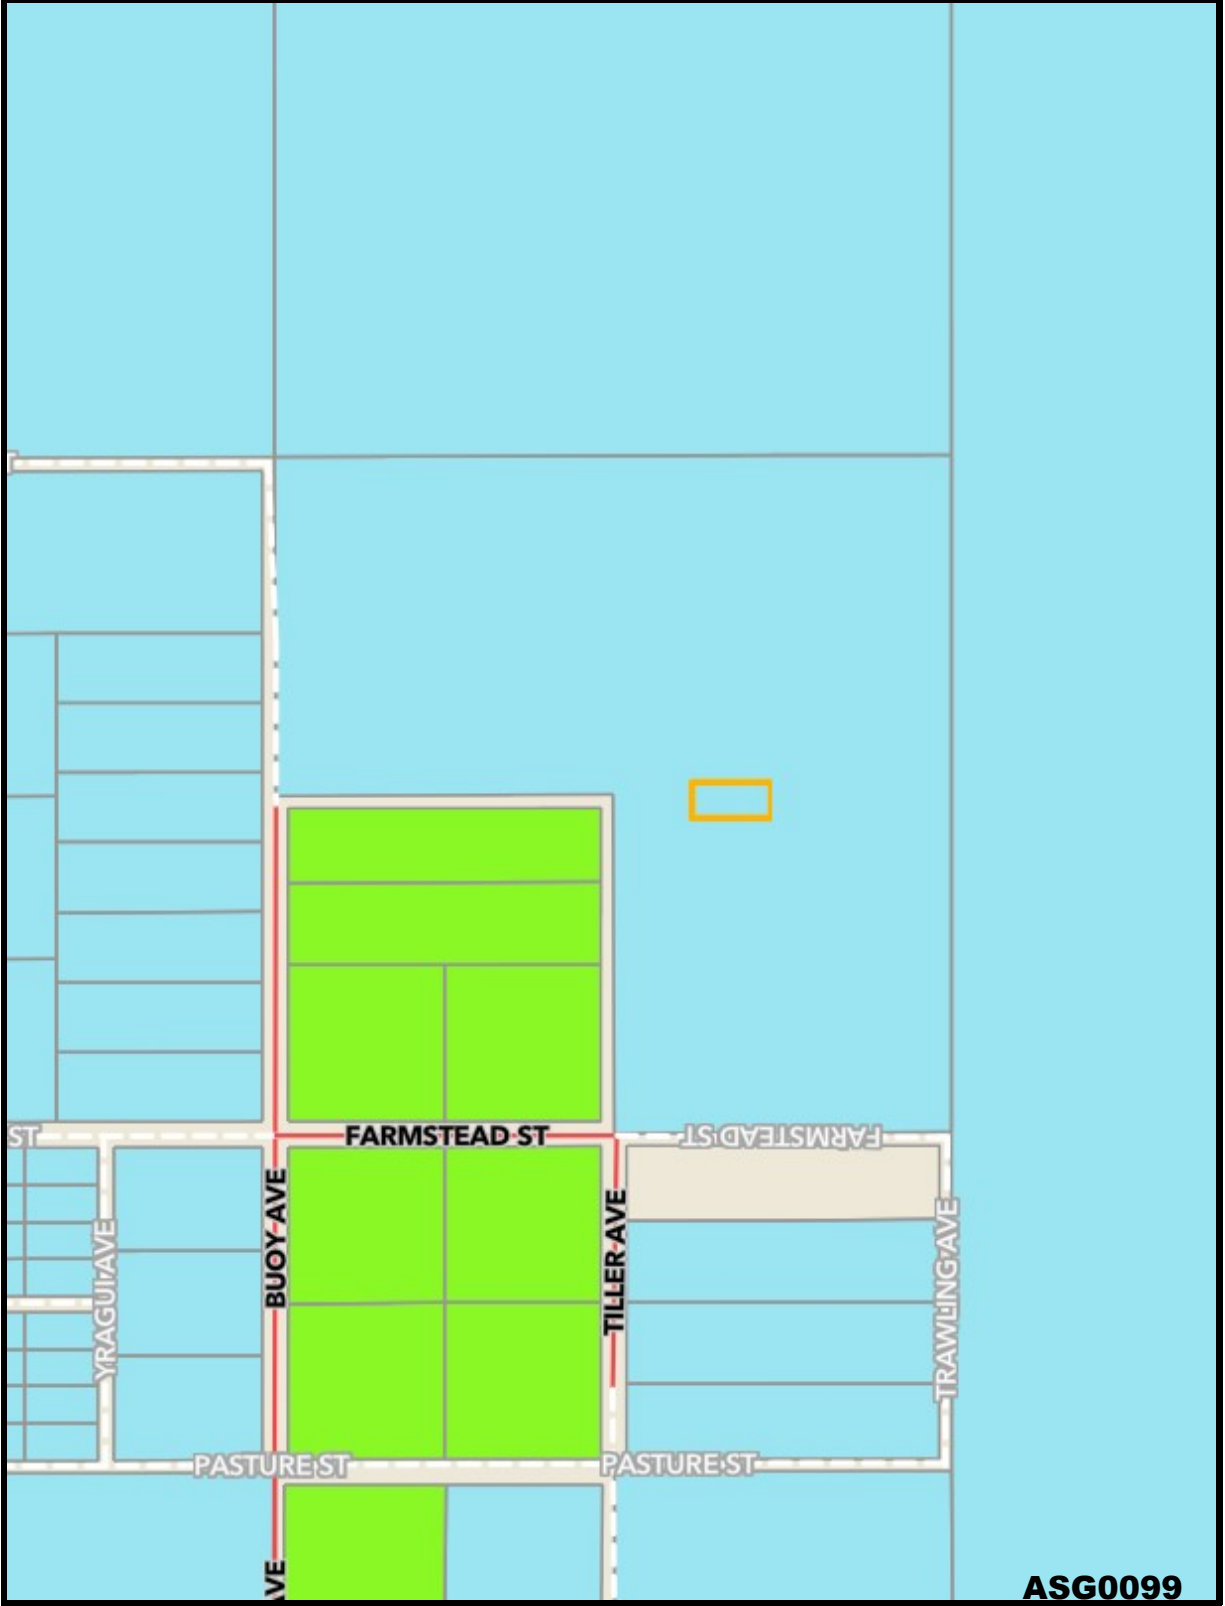 ST
FARMSTEAD ST
FARMSTEAD ST
BUOY AVE
TILLER AVE
YRAGUI AVE
TRAWLING AVE
PASTURE ST
PASTURE ST
AVE
ASG0099